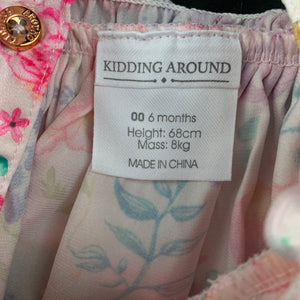 KIDDING AROUND
00 6 months
Height: 68cm
Mass: 8kg
MADE IN CHINA